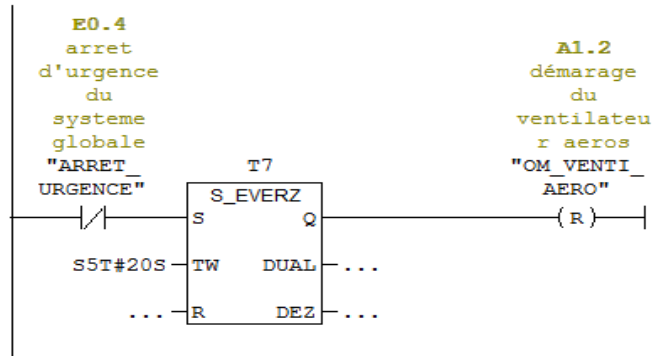 E0.4
arret
d'urgence
du
systeme
globale
"ARRET_
URGENCE"
A1.2
démarage
du
ventilateu
r aeros
"OM_VENTI_
AERO"
T7
S_EVERZ
S Q
( R )
S5T#20S TW DUAL ...
... R DEZ ...